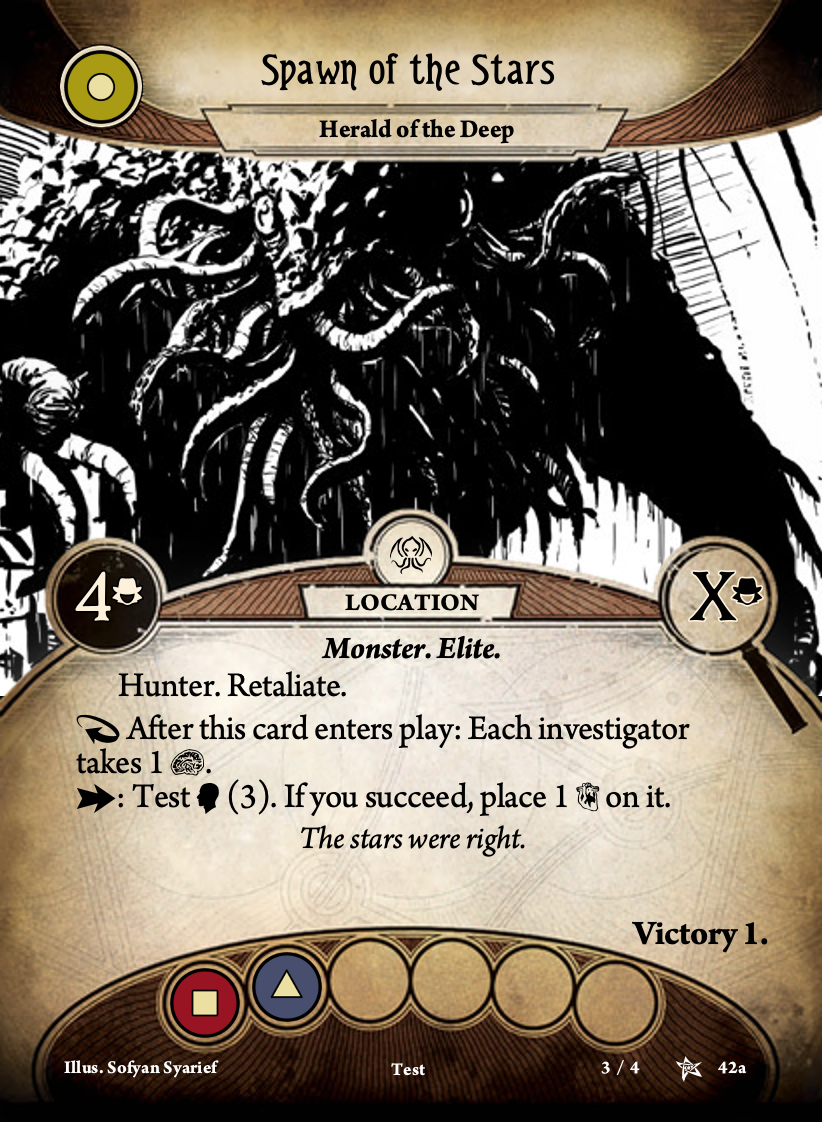 Spawn of the Stars
Herald of the Deep
4
X
LOCATION
Monster. Elite.
Hunter. Retaliate.
After this card enters play: Each investigator
takes 1 .
: Test (3). If you succeed, place 1 on it.
The stars were right.
Victory 1.
Illus. Sofyan Syarief
Test
3 / 4
42a